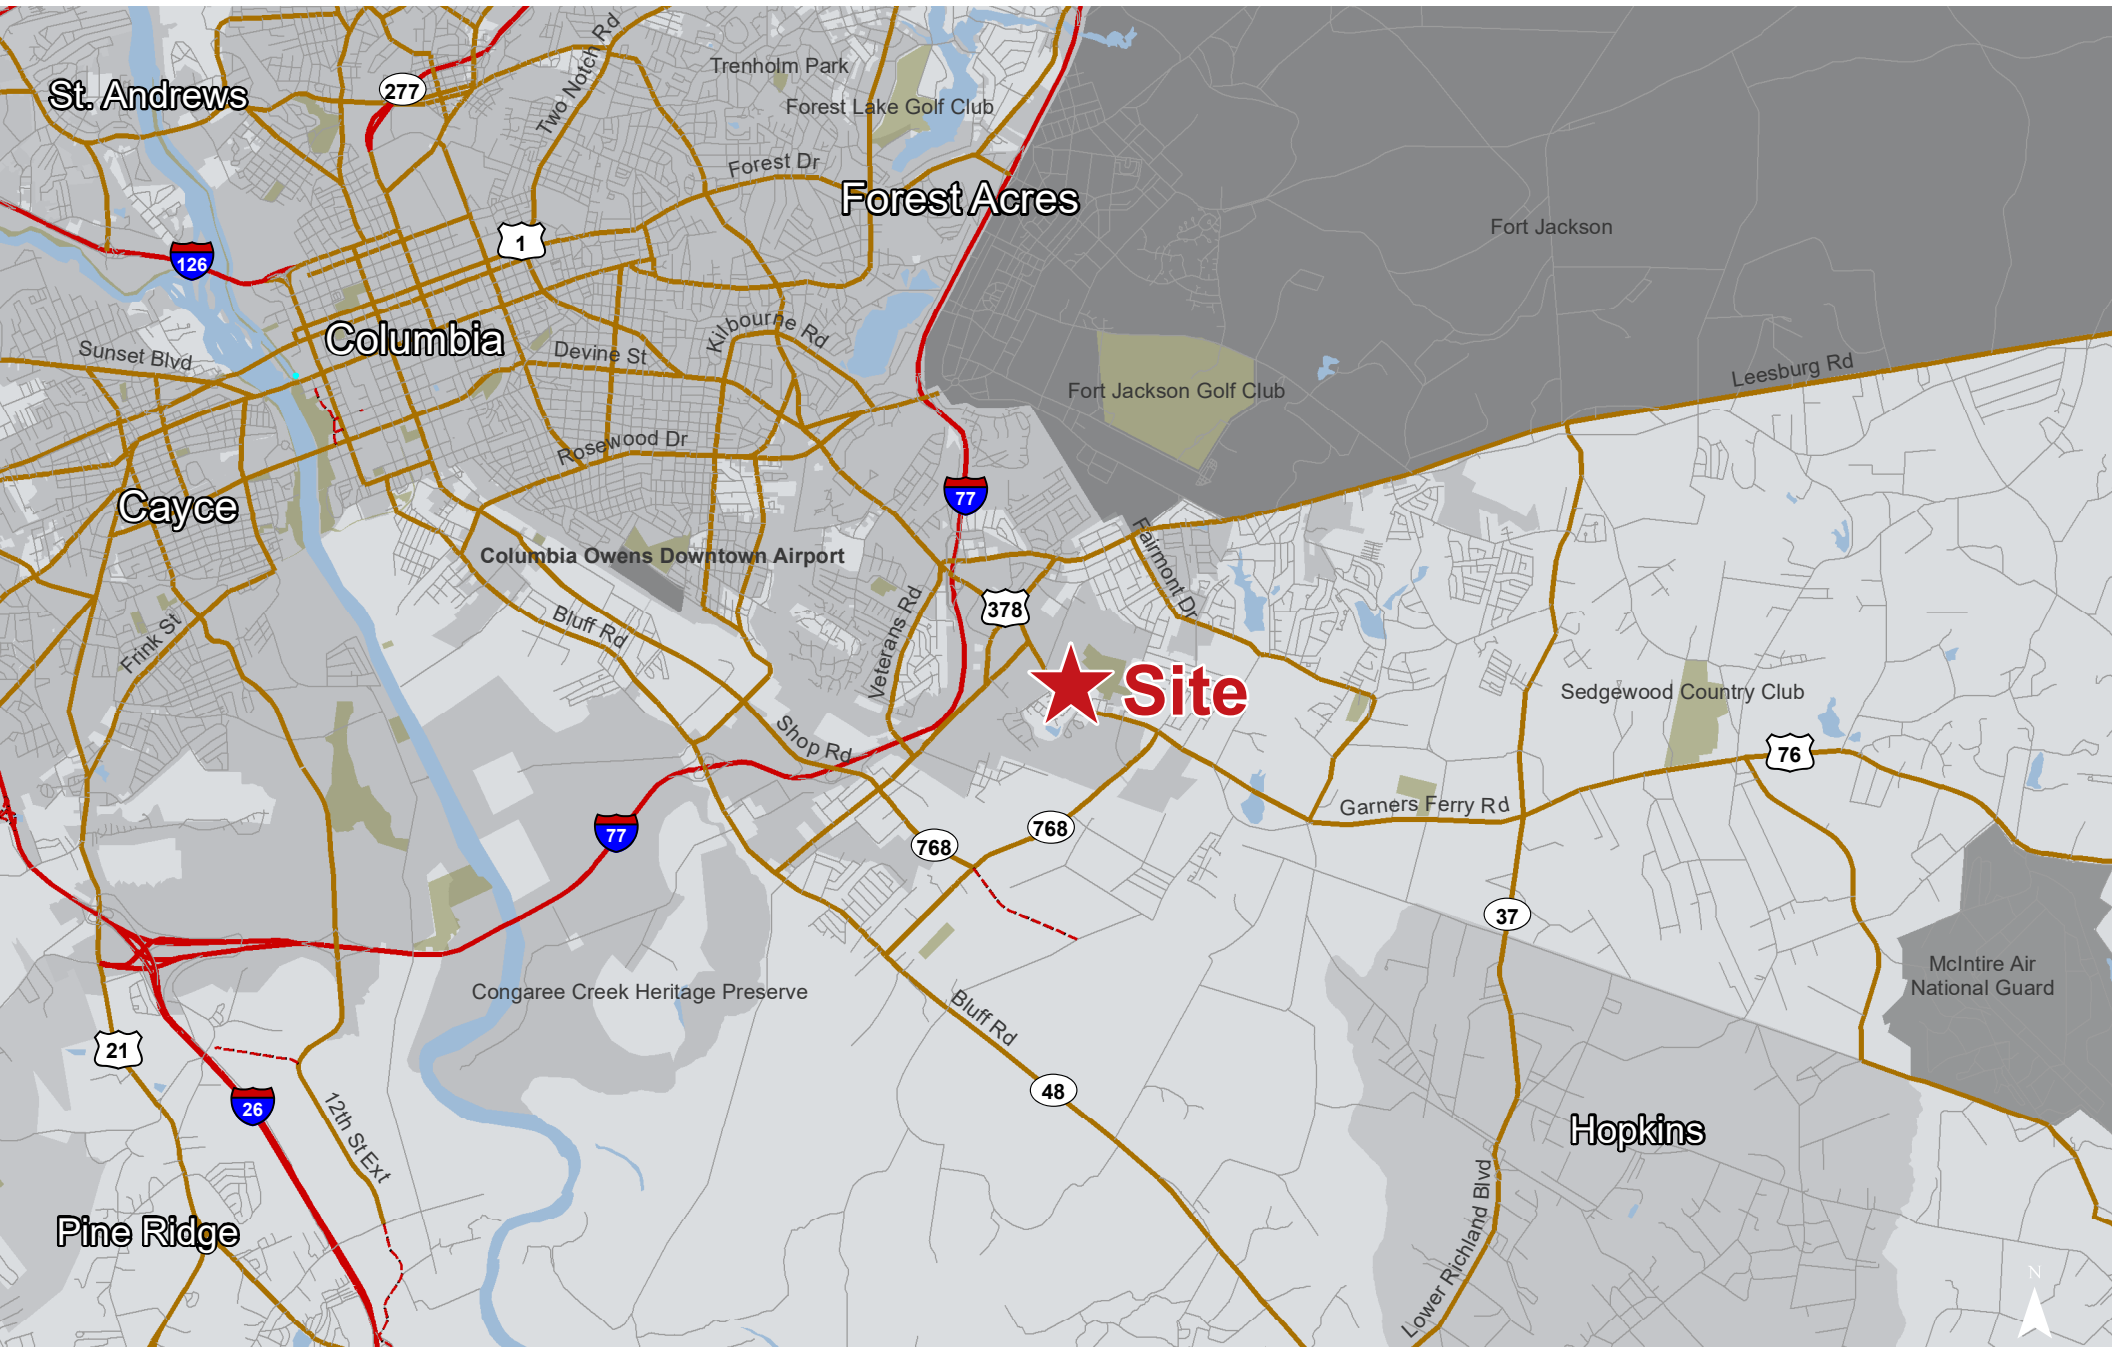 Trenholm Park
St. Andrews
277
Two Notch Rd
Forest Lake Golf Club
Forest Dr
Forest Acres
Fort Jackson
1
126
Columbia
Kilbourne Rd
Sunset Blvd
Devine St
Leesburg Rd
Fort Jackson Golf Club
Rosewood Dr
77
Cayce
Columbia Owens Downtown Airport
Fairmont Dr
378
Bluff Rd
Veterans Rd
Frink St
Site
Sedgewood Country Club
Shop Rd
76
Garners Ferry Rd
77
768
768
37
McIntire Air
National Guard
Congaree Creek Heritage Preserve
Bluff Rd
21
48
26
12th St Ext
Hopkins
Lower Richland Blvd
Pine Ridge
N